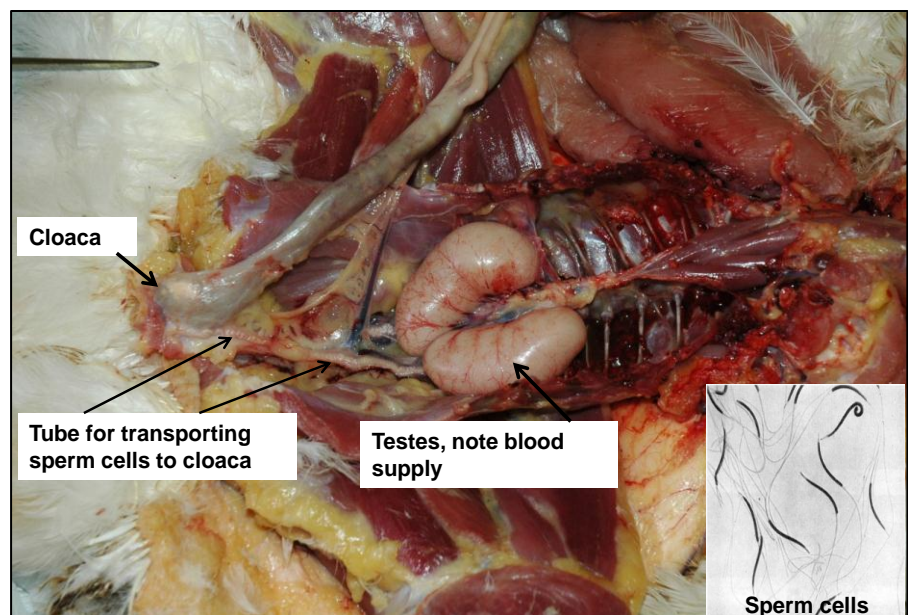 Cloaca
Tube for transporting
sperm cells to cloaca
Testes, note blood
supply
Sperm cells